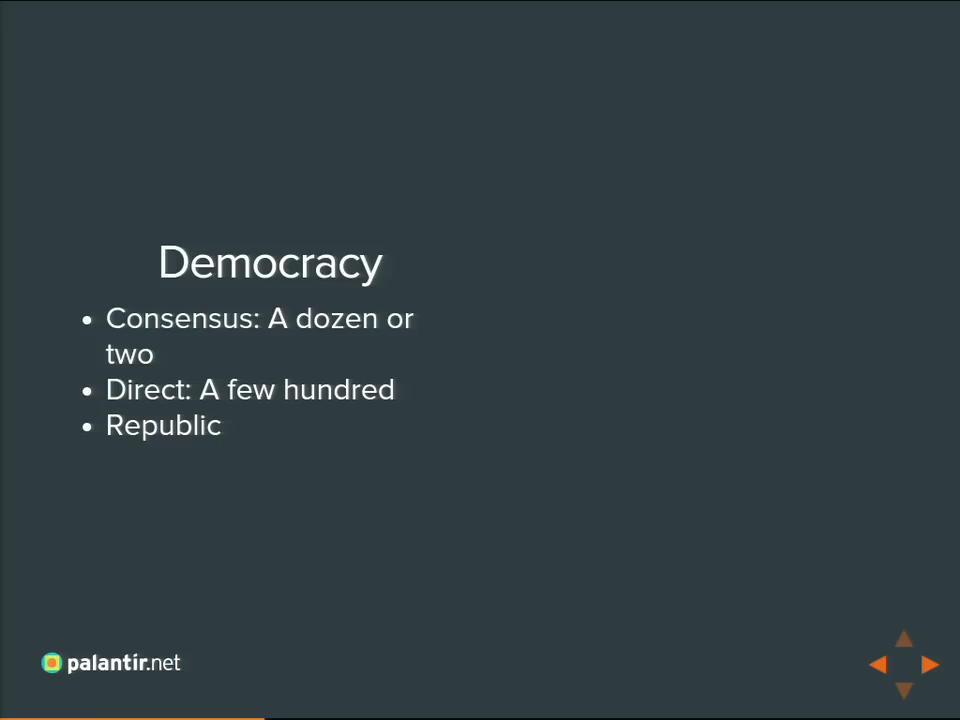 Democracy
• Consensus: A dozen or
two
• Direct: A few hundred
• Republic
palantir.net